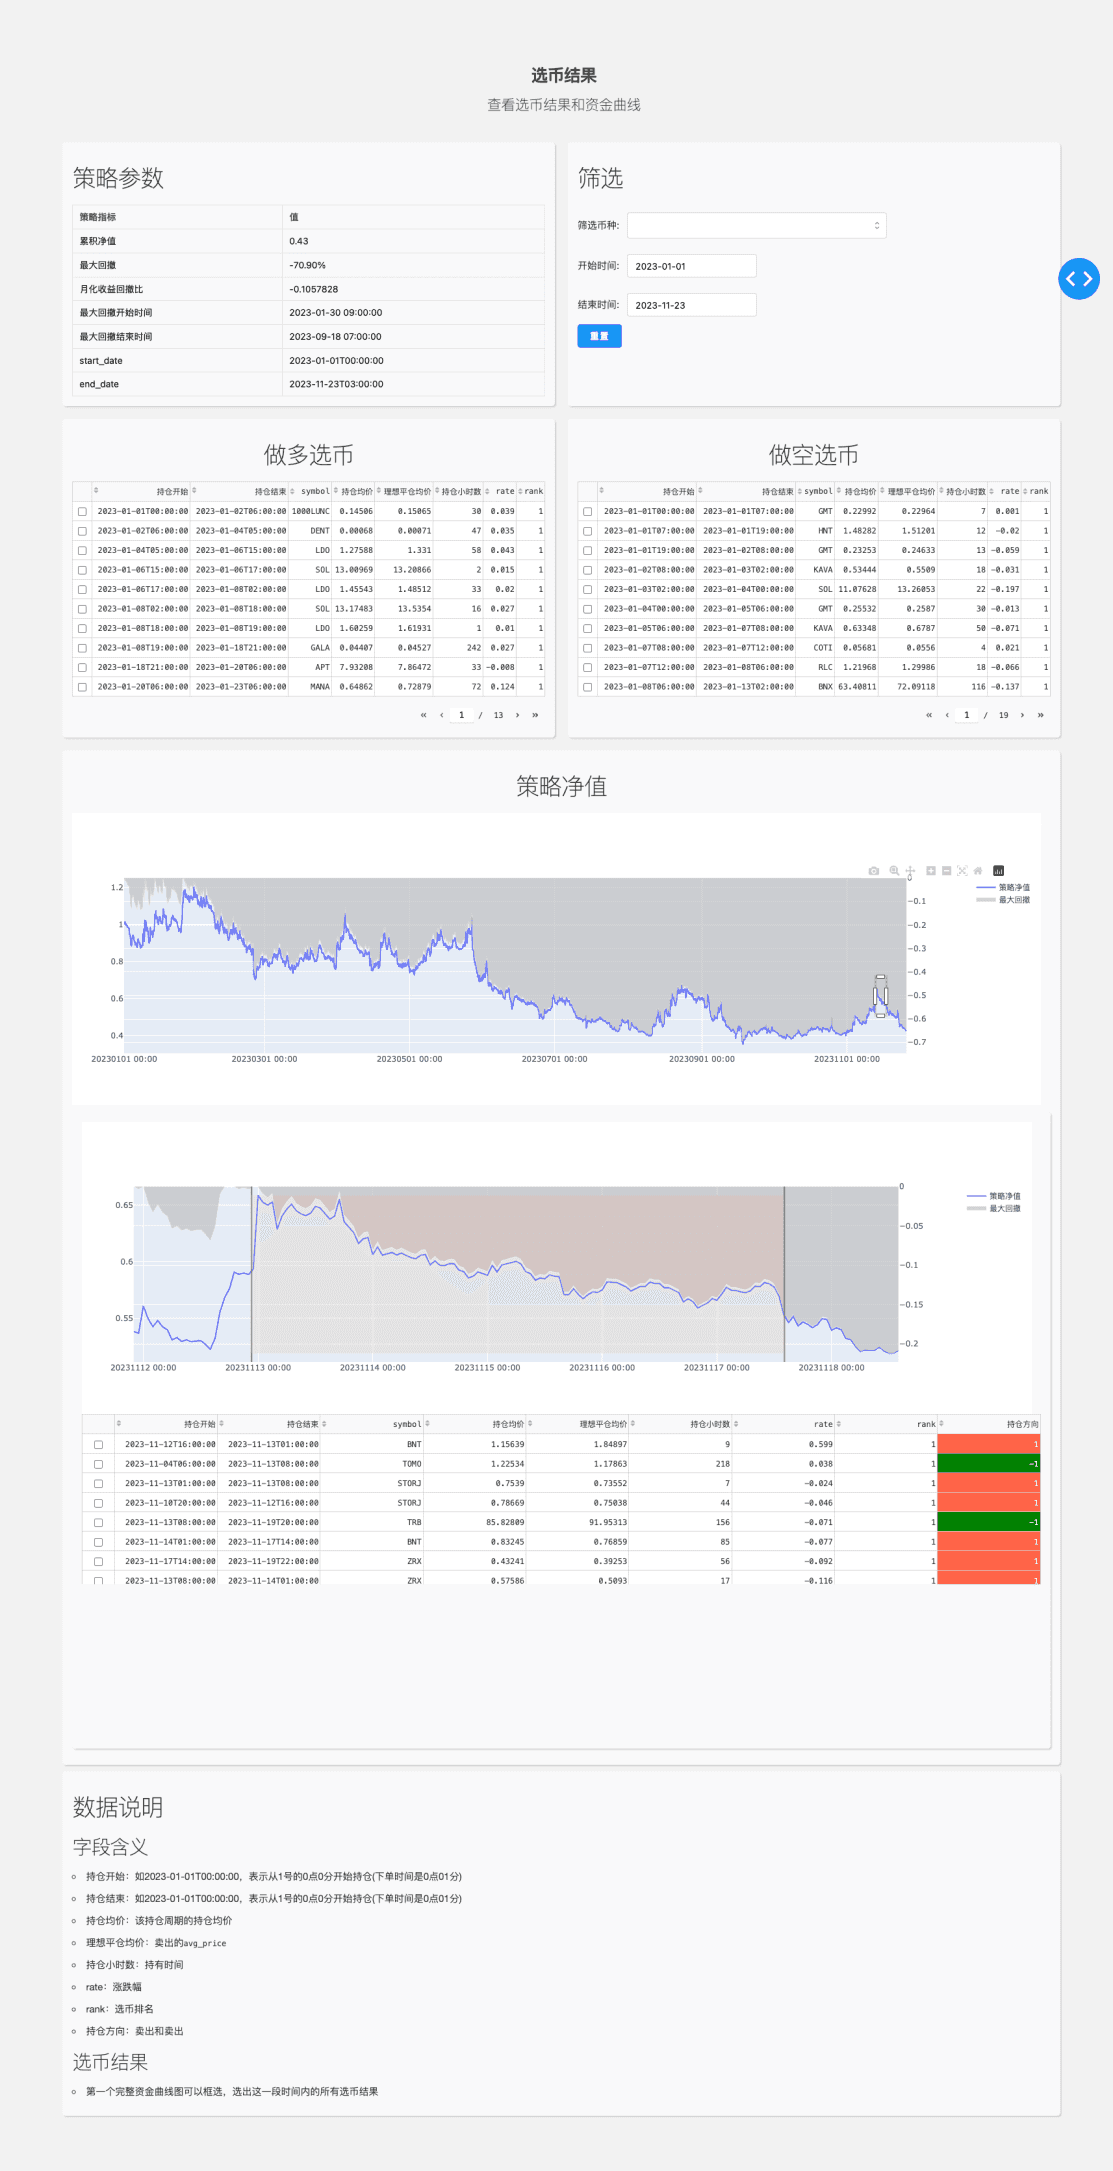 选币结果
查看选币结果和资金曲线
策略参数
策略指标 值
累积净值 0.43
最大回撤 -70.90%
月化收益回撤比 -0.1057828
最大回撤开始时间 2023-01-30 09:00:00
最大回撤结束时间 2023-09-18 07:00:00
start_date 2023-01-01T00:00:00
end_date 2023-11-23T03:00:00
筛选
筛选币种:
开始时间: 2023-01-01
结束时间: 2023-11-23
重置
做多选币
持仓开始 持仓结束 symbol 持仓均价 理想平仓均价 持仓小时数 rate rank
2023-01-01T00:00:00 2023-01-02T06:00:00 1000LUNC 0.14506 0.15065 30 0.039 1
2023-01-02T06:00:00 2023-01-04T05:00:00 DENT 0.00068 0.00071 47 0.035 1
2023-01-04T05:00:00 2023-01-06T15:00:00 LDO 1.27588 1.331 58 0.043 1
2023-01-06T15:00:00 2023-01-06T17:00:00 SOL 13.00969 13.20866 2 0.015 1
2023-01-06T17:00:00 2023-01-08T02:00:00 LDO 1.45543 1.48512 33 0.02 1
2023-01-08T02:00:00 2023-01-08T18:00:00 SOL 13.17483 13.5354 16 0.027 1
2023-01-08T18:00:00 2023-01-08T19:00:00 LDO 1.60259 1.61931 1 0.01 1
2023-01-08T19:00:00 2023-01-18T21:00:00 GALA 0.04407 0.04527 242 0.027 1
2023-01-18T21:00:00 2023-01-20T06:00:00 APT 7.93208 7.86472 33 -0.008 1
2023-01-20T06:00:00 2023-01-23T06:00:00 MANA 0.64862 0.72879 72 0.124 1
« ‹ 1 / 13 › »
做空选币
持仓开始 持仓结束 symbol 持仓均价 理想平仓均价 持仓小时数 rate rank
2023-01-01T00:00:00 2023-01-01T07:00:00 GMT 0.22992 0.22964 7 0.001 1
2023-01-01T07:00:00 2023-01-01T19:00:00 HNT 1.48282 1.51201 12 -0.02 1
2023-01-01T19:00:00 2023-01-02T08:00:00 GMT 0.23253 0.24633 13 -0.059 1
2023-01-02T08:00:00 2023-01-03T02:00:00 KAVA 0.53444 0.5509 18 -0.031 1
2023-01-03T02:00:00 2023-01-04T00:00:00 SOL 11.07628 13.26053 22 -0.197 1
2023-01-04T00:00:00 2023-01-05T06:00:00 GMT 0.25532 0.2587 30 -0.013 1
2023-01-05T06:00:00 2023-01-07T08:00:00 KAVA 0.63348 0.6787 50 -0.071 1
2023-01-07T08:00:00 2023-01-07T12:00:00 COTI 0.05681 0.0556 4 0.021 1
2023-01-07T12:00:00 2023-01-08T06:00:00 RLC 1.21968 1.29986 18 -0.066 1
2023-01-08T06:00:00 2023-01-13T02:00:00 BNX 63.40811 72.09118 116 -0.137 1
« ‹ 1 / 19 › »
策略净值
1.2
1
0.8
0.6
0.4
0
-0.1
-0.2
-0.3
-0.4
-0.5
-0.6
-0.7
20230101 00:00 20230301 00:00 20230501 00:00 20230701 00:00 20230901 00:00 20231101 00:00
策略净值
最大回撤
0.65
0.6
0.55
0
-0.05
-0.1
-0.15
-0.2
20231112 00:00 20231113 00:00 20231114 00:00 20231115 00:00 20231116 00:00 20231117 00:00 20231118 00:00
策略净值
最大回撤
持仓开始 持仓结束 symbol 持仓均价 理想平仓均价 持仓小时数 rate rank 持仓方向
2023-11-12T16:00:00 2023-11-13T01:00:00 BNT 1.15639 1.84897 9 0.599 1 1
2023-11-04T06:00:00 2023-11-13T08:00:00 TOMO 1.22534 1.17863 218 0.038 1 -1
2023-11-13T01:00:00 2023-11-13T08:00:00 STORJ 0.7539 0.73552 7 -0.024 1 1
2023-11-10T20:00:00 2023-11-12T16:00:00 STORJ 0.78669 0.75038 44 -0.046 1 1
2023-11-13T08:00:00 2023-11-19T20:00:00 TRB 85.82809 91.95313 156 -0.071 1 -1
2023-11-14T01:00:00 2023-11-17T14:00:00 BNT 0.83245 0.76859 85 -0.077 1 1
2023-11-17T14:00:00 2023-11-19T22:00:00 ZRX 0.43241 0.39253 56 -0.092 1 1
2023-11-13T08:00:00 2023-11-14T01:00:00 ZRX 0.57586 0.5093 17 -0.116 1 1
数据说明
字段含义
持仓开始：如2023-01-01T00:00:00，表示从1号的0点0分开始持仓(下单时间是0点01分)
持仓结束：如2023-01-01T00:00:00，表示从1号的0点0分开始持仓(下单时间是0点01分)
持仓均价：该持仓周期的持仓均价
理想平仓均价：卖出的avg_price
持仓小时数：持有时间
rate：涨跌幅
rank：选币排名
持仓方向：卖出和卖出
选币结果
第一个完整资金曲线图可以框选，选出这一段时间内的所有选币结果